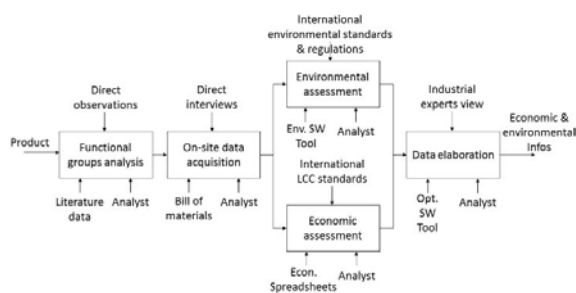 International
environmental standards
& regulations
Direct
observations
Direct
interviews
Environmental
assessment
Industrial
experts view
Economic &
environmental
Infos
Product
Functional
groups analysis
On-site data
acquisition
Env. SW
Tool
Analyst
Data elaboration
International
LCC standards
Literature
data
Analyst
Bill of
materials
Analyst
Economic
assessment
Opt.
SW
Tool
Analyst
Econ.
Spreadsheets
Analyst